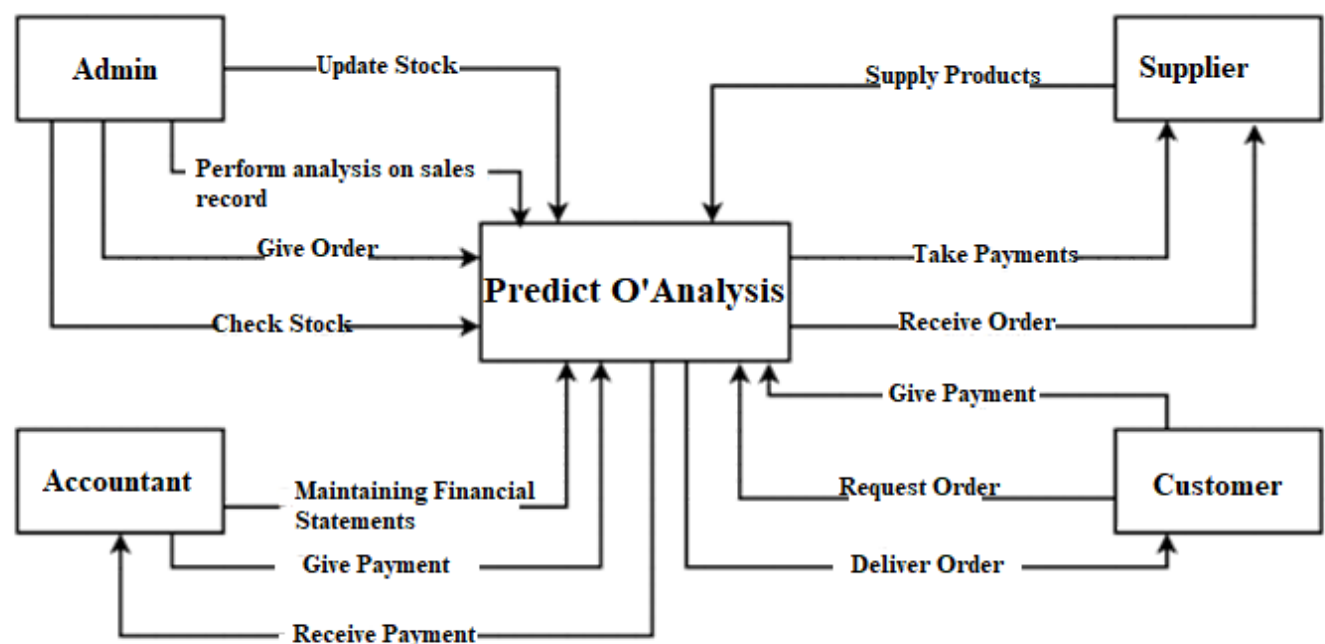 Admin
Update Stock
Supply Products
Supplier
Perform analysis on sales
record
Give Order
Take Payments
Predict O'Analysis
Check Stock
Receive Order
Give Payment
Accountant
Maintaining Financial
Statements
Request Order
Customer
Give Payment
Deliver Order
Receive Payment